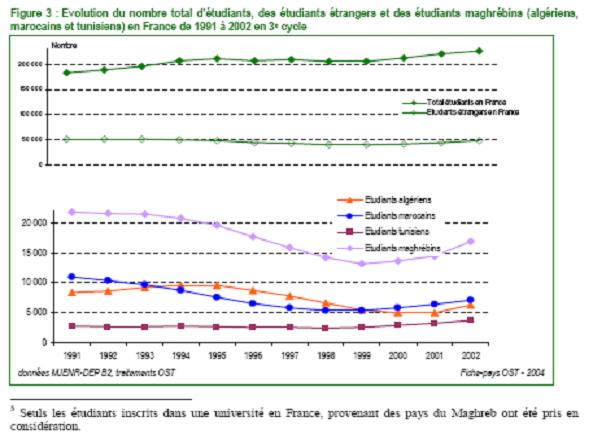 Figure 3 : Evolution du nombre total d'étudiants, des étudiants étrangers et des étudiants maghrébins (algériens,
marocains et tunisiens) en France de 1991 à 2002 en 3e cycle
Nombre
200 000
150 000
100 000
50 000
0
Total étudiants en France
Etudiants étrangers en France
Etudiants algériens
Etudiants marocains
Etudiants tunisiens
Etudiants maghrébins
20 000
15 000
10 000
5 000
0
1991 1992 1993 1994 1995 1996 1997 1998 1999 2000 2001 2002
données MJENR-DEP B2, traitements OST
Fiche-pays OST - 2004
5 Seuls les étudiants inscrits dans une université en France, provenant des pays du Maghreb ont été pris en
considération.